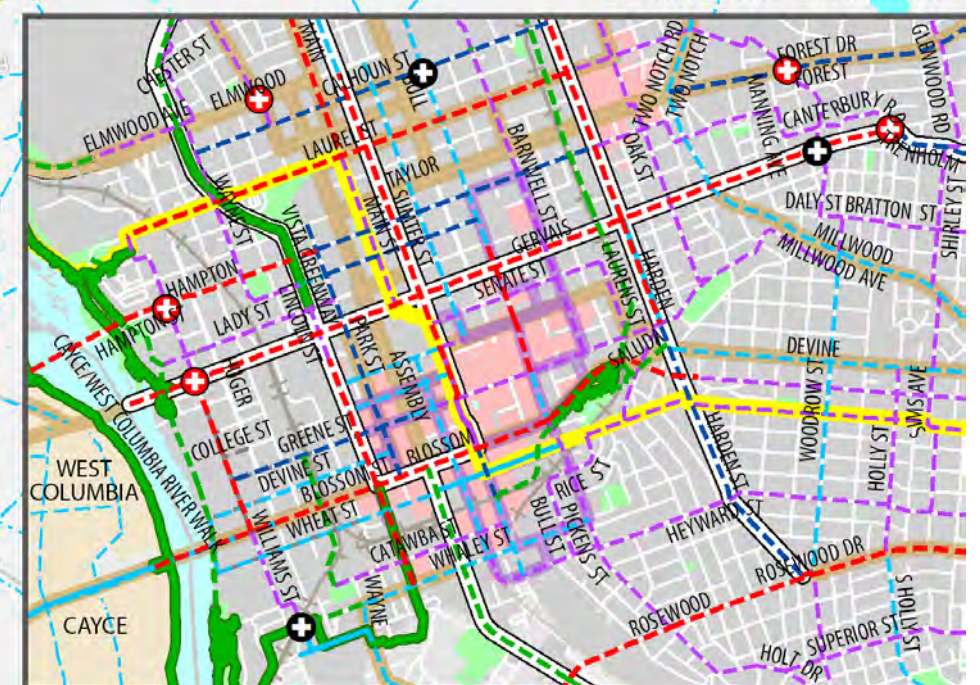 CHESTER ST
MAIN
TWO NOTCH RD
TWO NOTCH
GLENWOOD RD
FOREST DR
FOREST
CALHOUN ST
BULL
ELMWOOD
ELMWOOD AVE
MANNING AVE
CANTERBURY RD
LAUREL ST
TAYLOR
BARNWELL ST
OAK ST
SHIRLEY ST
DALY ST
BRATTON ST
SUMTER ST
MAIN ST
GERVAIS
MILLWOOD
MILLWOOD AVE
VISTA GREENWAY
LINCOLN ST
SENATE ST
LAURENS ST
HARDEN
HAMPTON
HAMPTON ST
LADY ST
PARK ST
ASSEMBLY
SALUDA
DEVINE
CAYCE/WEST COLUMBIA RIVERWALK
HUGER
WOODROW ST
SIMS AVE
HOLLY ST
COLLEGE ST
GREENE ST
DEVINE ST
BLOSSOM
BLOSSOM ST
HARDEN ST
WEST
COLUMBIA
RICE ST
BULL ST
PICKENS ST
WHEAT ST
HEYWARD ST
CATAWBA ST
WHALEY ST
WILLIAMS ST
WAYNE
ROSEWOOD DR
ROSEWOOD
CAYCE
S HOLLY ST
SUPERIOR ST
HOLT DR